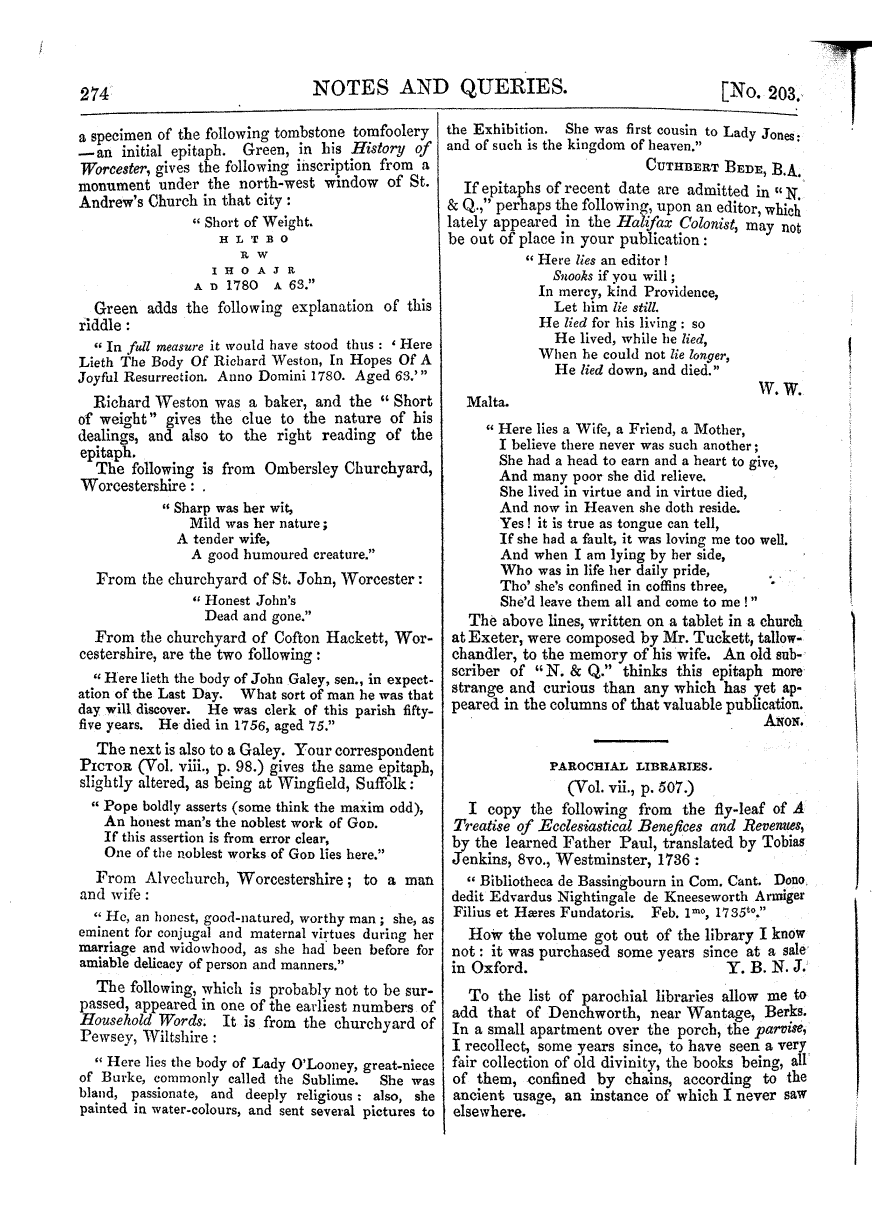 274 NOTES AND QUERIES. [No. 203.
a specimen of the following tombstone tomfoolery
—an initial epitaph. Green, in his History of
Worcester, gives the following inscription from a
monument under the north-west window of St.
Andrew's Church in that city :
“ Short of Weight.
H L T B O
R W
I H O A J R
A D 1780 A 63.”
Green adds the following explanation of this
riddle :
“ In full measure it would have stood thus : ‘ Here
Lieth The Body Of Richard Weston, In Hopes Of A
Joyful Resurrection. Anno Domini 1780. Aged 63.’ ”
Richard Weston was a baker, and the “ Short
of weight” gives the clue to the nature of his
dealings, and also to the right reading of the
epitaph.
The following is from Ombersley Churchyard,
Worcestershire :
“ Sharp was her wit,
Mild was her nature ;
A tender wife,
A good humoured creature.”
From the churchyard of St. John, Worcester :
“ Honest John's
Dead and gone.”
From the churchyard of Cofton Hackett, Wor-
cestershire, are the two following :
“ Here lieth the body of John Galey, sen., in expect-
ation of the Last Day. What sort of man he was that
day will discover. He was clerk of this parish fifty-
five years. He died in 1756, aged 75.”
The next is also to a Galey. Your correspondent
PICTOR (Vol. viii., p. 98.) gives the same epitaph,
slightly altered, as being at Wingfield, Suffolk :
“ Pope boldly asserts (some think the maxim odd),
An honest man's the noblest work of GOD.
If this assertion is from error clear,
One of the noblest works of GOD lies here.”
From Alvechurch, Worcestershire ; to a man
and wife :
“ He, an honest, good-natured, worthy man ; she, as
eminent for conjugal and maternal virtues during her
marriage and widowhood, as she had been before for
amiable delicacy of person and manners.”
The following, which is probably not to be sur-
passed, appeared in one of the earliest numbers of
Household Words. It is from the churchyard of
Pewsey, Wiltshire :
“ Here lies the body of Lady O'Looney, great-niece
of Burke, commonly called the Sublime. She was
bland, passionate, and deeply religious : also, she
painted in water-colours, and sent several pictures to
the Exhibition. She was first cousin to Lady Jones:
and of such is the kingdom of heaven.”
CUTHBERT BEDE, B.A.
If epitaphs of recent date are admitted in “ N.
& Q.,” perhaps the following, upon an editor, which
lately appeared in the Halifax Colonist, may not
be out of place in your publication :
“ Here lies an editor !
Snooks if you will ;
In mercy, kind Providence,
Let him lie still.
He lied for his living : so
He lived, while he lied,
When he could not lie longer,
He lied down, and died.”
W. W.
Malta.
“ Here lies a Wife, a Friend, a Mother,
I believe there never was such another ;
She had a head to earn and a heart to give,
And many poor she did relieve.
She lived in virtue and in virtue died,
And now in Heaven she doth reside.
Yes ! it is true as tongue can tell,
If she had a fault, it was loving me too well.
And when I am lying by her side,
Who was in life her daily pride,
Tho' she's confined in coffins three,
She'd leave them all and come to me ! ”
The above lines, written on a tablet in a church
at Exeter, were composed by Mr. Tuckett, tallow-
chandler, to the memory of his wife. An old sub-
scriber of “ N. & Q.” thinks this epitaph more
strange and curious than any which has yet ap-
peared in the columns of that valuable publication.
ANON.
PAROCHIAL LIBRARIES.
(Vol. vii., p. 507.)
I copy the following from the fly-leaf of A
Treatise of Ecclesiastical Benefices and Revenues,
by the learned Father Paul, translated by Tobias
Jenkins, 8vo., Westminster, 1736 :
“ Bibliotheca de Bassingbourn in Com. Cant. Dono
dedit Edvardus Nightingale de Kneeseworth Armiger
Filius et Hæres Fundatoris. Feb. 1mo, 1735to.”
How the volume got out of the library I know
not : it was purchased some years since at a sale
in Oxford. Y. B. N. J.
To the list of parochial libraries allow me to
add that of Denchworth, near Wantage, Berks.
In a small apartment over the porch, the parvise,
I recollect, some years since, to have seen a very
fair collection of old divinity, the books being, all
of them, confined by chains, according to the
ancient usage, an instance of which I never saw
elsewhere.